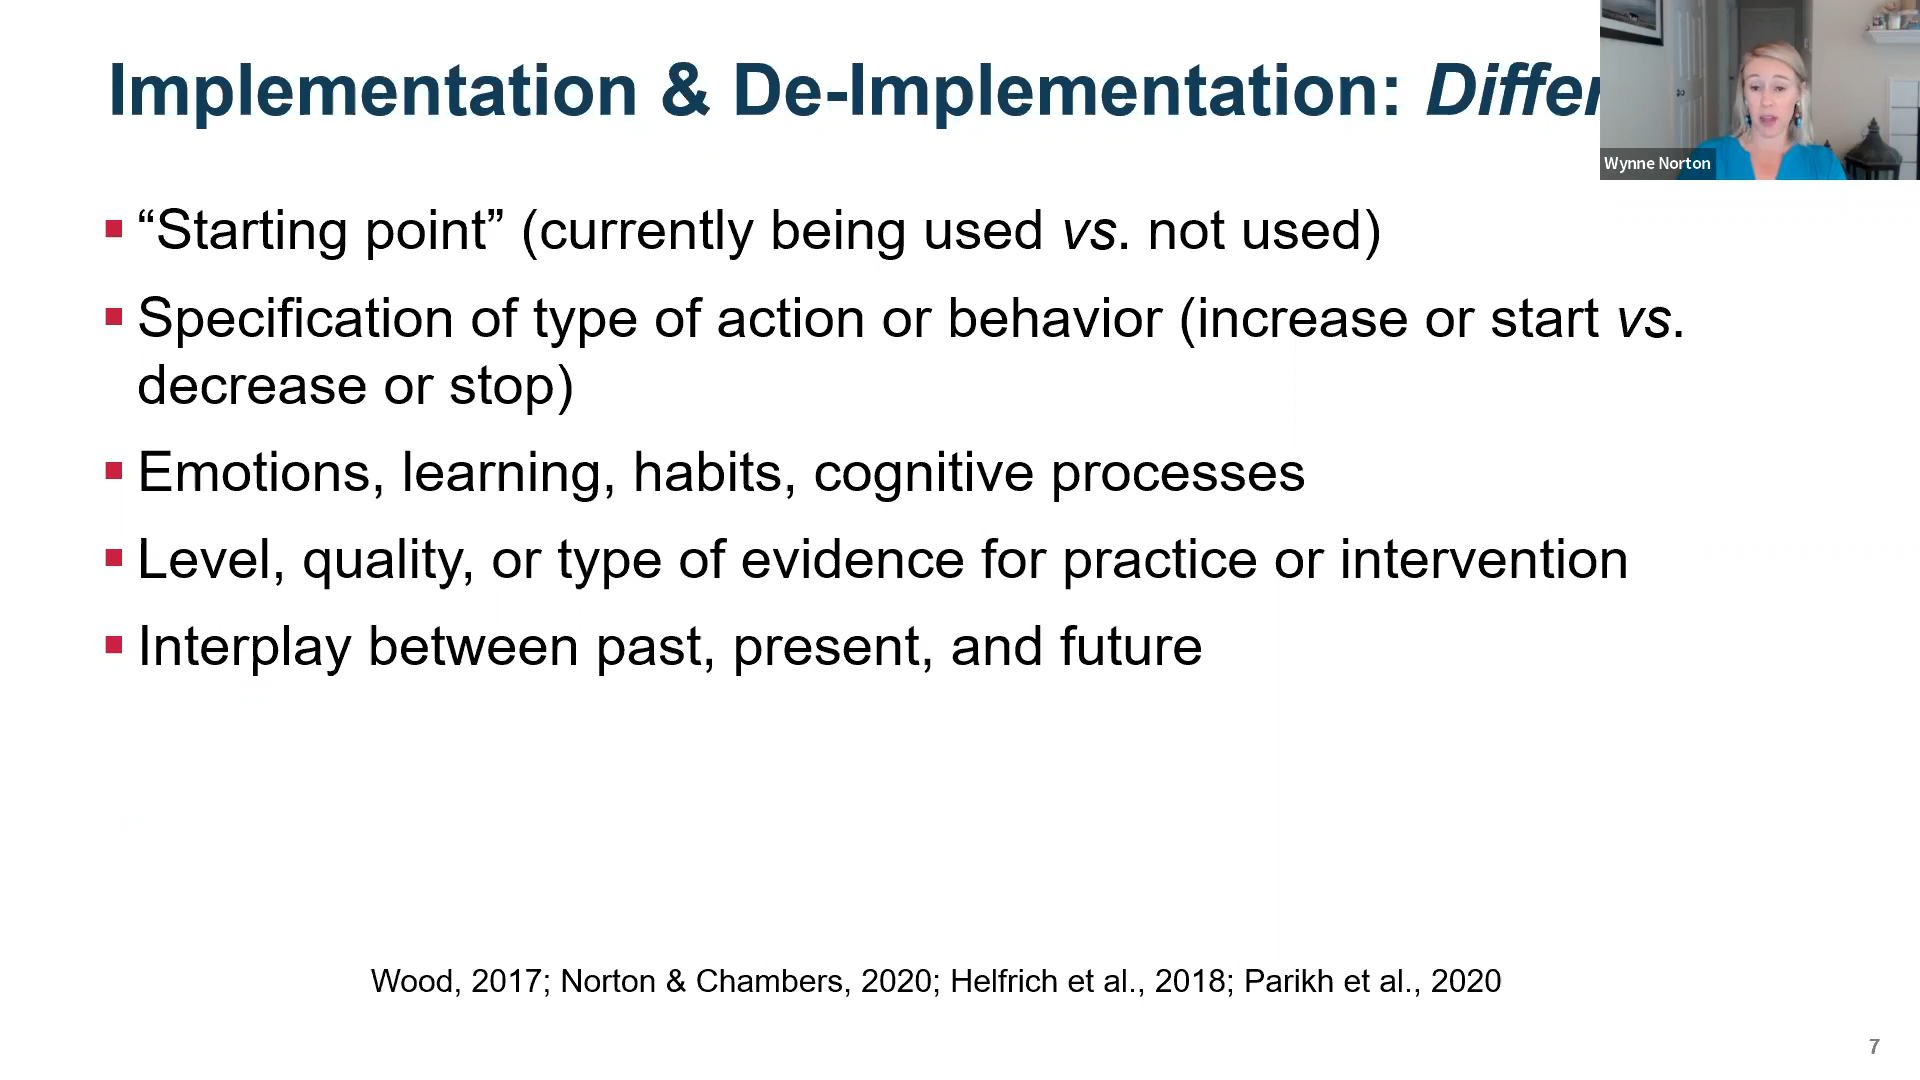 Implementation & De-Implementation: Differ
Wynne Norton
▪ “Starting point” (currently being used vs. not used)
▪ Specification of type of action or behavior (increase or start vs.
decrease or stop)
▪ Emotions, learning, habits, cognitive processes
▪ Level, quality, or type of evidence for practice or intervention
▪ Interplay between past, present, and future
Wood, 2017; Norton & Chambers, 2020; Helfrich et al., 2018; Parikh et al., 2020
7